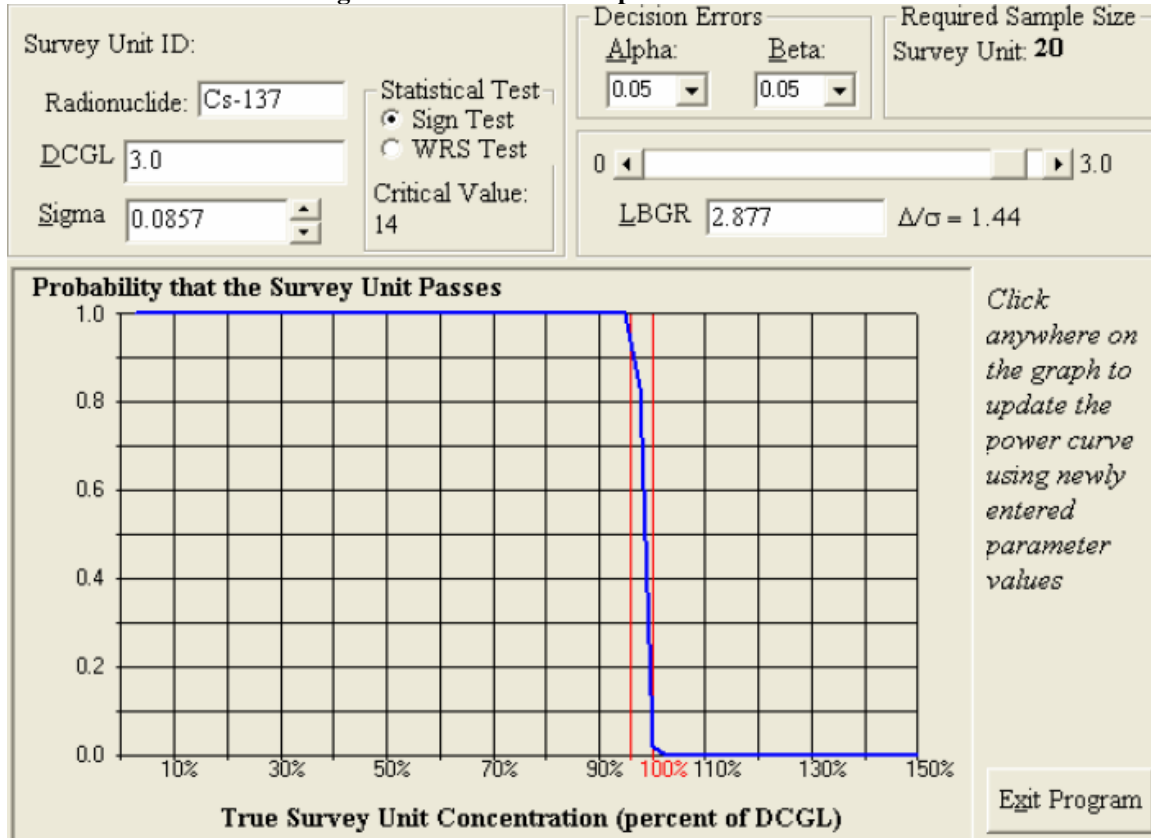 Survey Unit ID:
Radionuclide: Cs-137
DCGL 3.0
Sigma 0.0857
Statistical Test
Sign Test
WRS Test
Critical Value:
14
Decision Errors
Alpha: Beta:
0.05 0.05
Required Sample Size
Survey Unit: 20
0 3.0
LBGR 2.877 Δ/σ = 1.44
Probability that the Survey Unit Passes
1.0
0.8
0.6
0.4
0.2
0.0
10% 30% 50% 70% 90% 100% 110% 130% 150%
True Survey Unit Concentration (percent of DCGL)
Click
anywhere on
the graph to
update the
power curve
using newly
entered
parameter
values
Exit Program